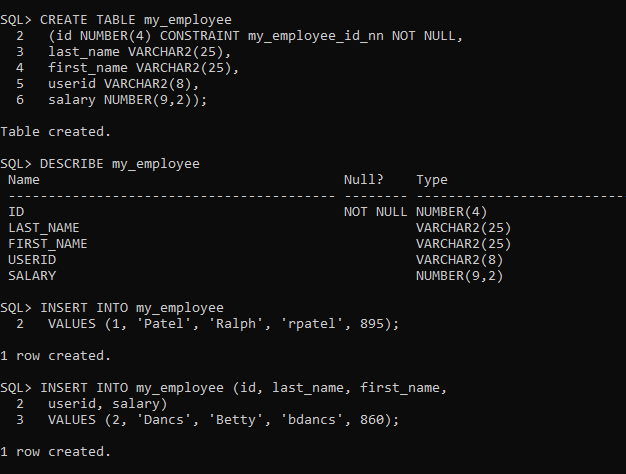 SQL> CREATE TABLE my_employee
  2   (id NUMBER(4) CONSTRAINT my_employee_id_nn NOT NULL,
  3   last_name VARCHAR2(25),
  4   first_name VARCHAR2(25),
  5   userid VARCHAR2(8),
  6   salary NUMBER(9,2));
Table created.
SQL> DESCRIBE my_employee
 Name                                      Null?    Type
 ----------------------------------------- -------- --------------------------
 ID                                        NOT NULL NUMBER(4)
 LAST_NAME                                          VARCHAR2(25)
 FIRST_NAME                                         VARCHAR2(25)
 USERID                                             VARCHAR2(8)
 SALARY                                             NUMBER(9,2)
SQL> INSERT INTO my_employee
  2   VALUES (1, 'Patel', 'Ralph', 'rpatel', 895);
1 row created.
SQL> INSERT INTO my_employee (id, last_name, first_name,
  2   userid, salary)
  3   VALUES (2, 'Dancs', 'Betty', 'bdancs', 860);
1 row created.